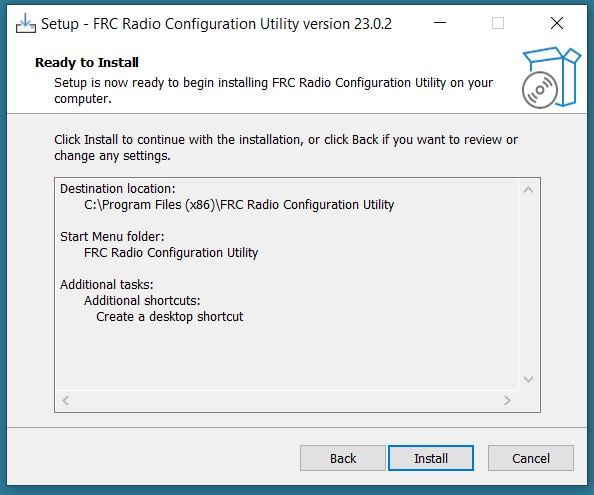 Setup - FRC Radio Configuration Utility version 23.0.2
Ready to Install
Setup is now ready to begin installing FRC Radio Configuration Utility on your
computer.
Click Install to continue with the installation, or click Back if you want to review or
change any settings.
Destination location:
C:\Program Files (x86)\FRC Radio Configuration Utility
Start Menu folder:
FRC Radio Configuration Utility
Additional tasks:
Additional shortcuts:
Create a desktop shortcut
Back Install Cancel